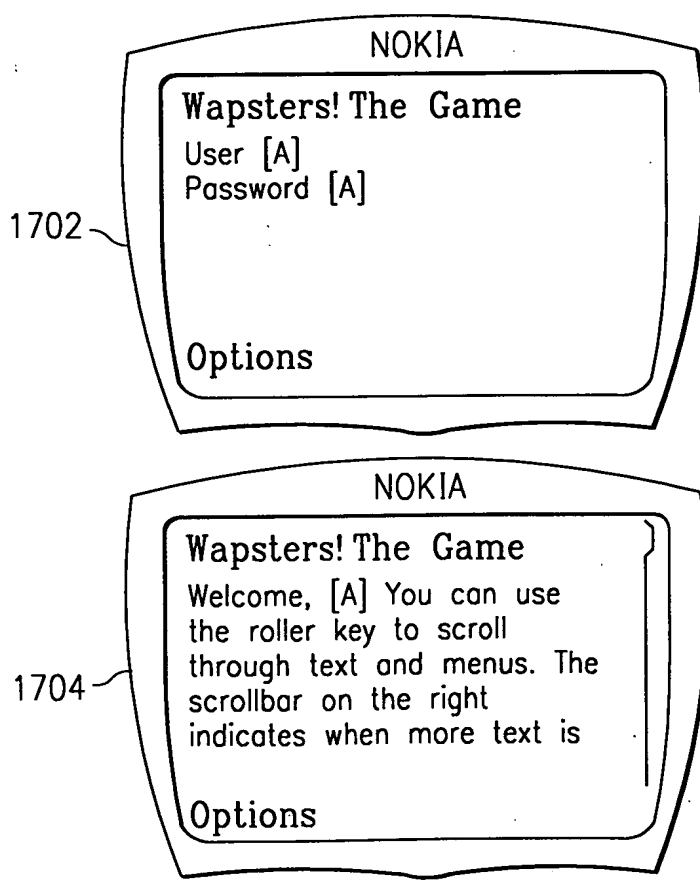 NOKIA
Wapsters! The Game
User [A]
Password [A]
1702
Options
NOKIA
Wapsters! The Game
Welcome, [A] You can use
the roller key to scroll
through text and menus. The
1704
scrollbar on the right
indicates when more text is
Options